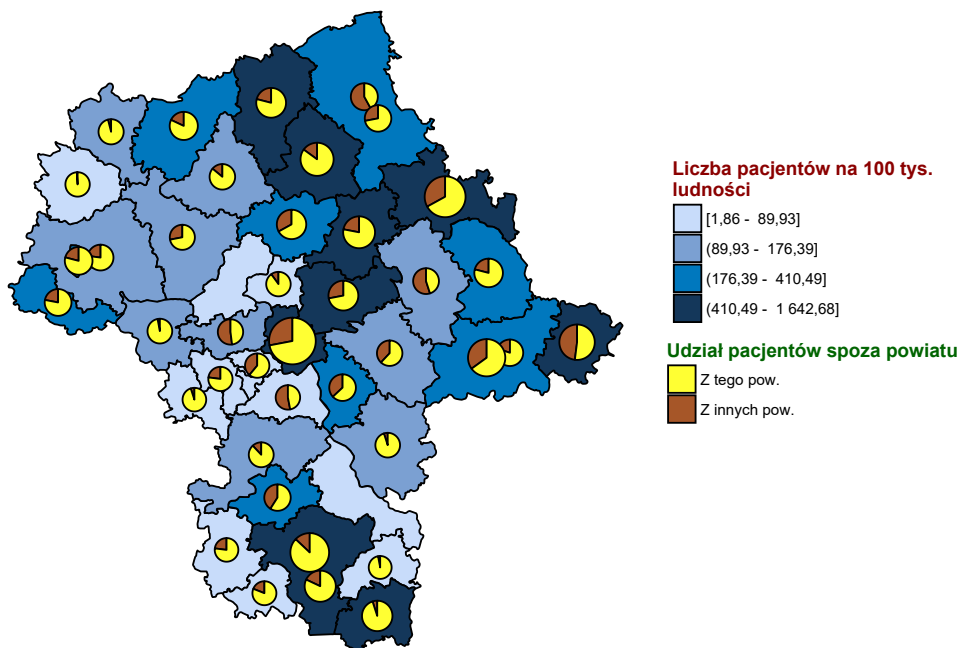 Liczba pacjentów na 100 tys.
ludności
[1,86 - 89,93]
(89,93 - 176,39]
(176,39 - 410,49]
(410,49 - 1 642,68]
Udział pacjentów spoza powiatu
Z tego pow.
Z innych pow.